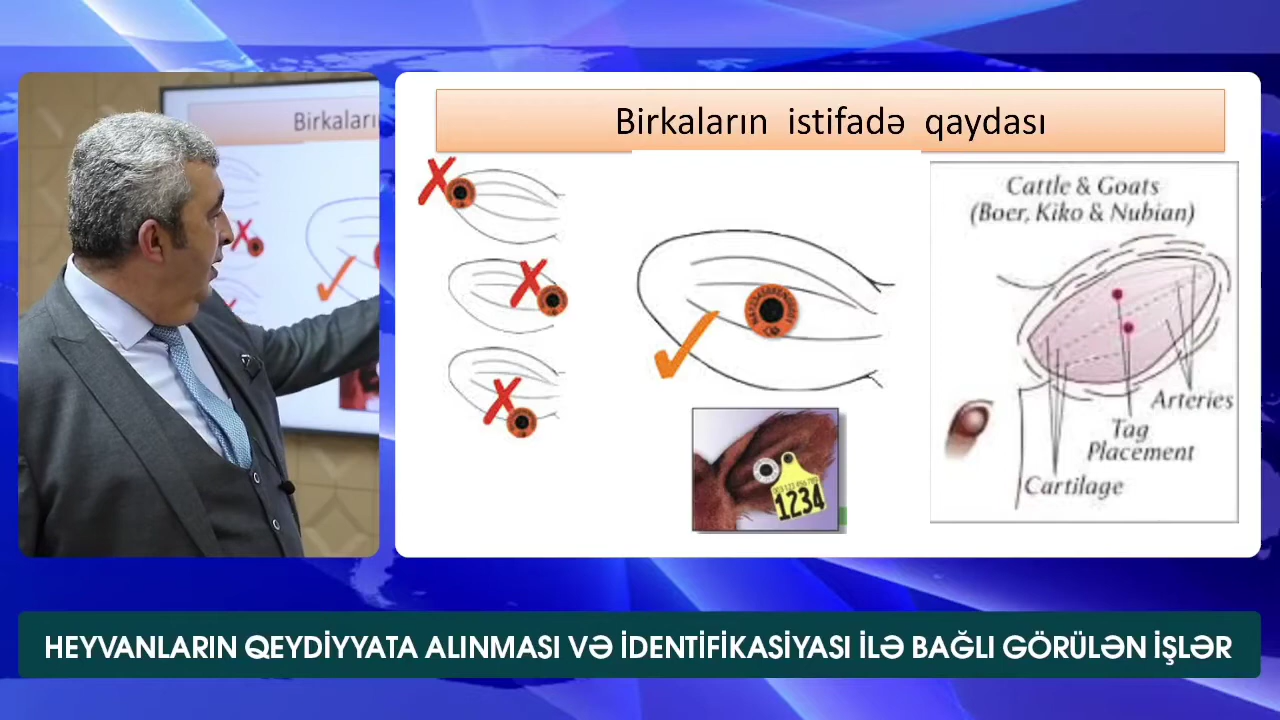 Birkaların
Birkaların istifadə qaydası
Cattle & Goats
(Boer, Kiko & Nubian)
Arteries
Tag
Placement
Cartilage
1234
HEYVANLARIN QEYDİYYATA ALINMASI VƏ İDENTİFİKASİYASI İLƏ BAĞLI GÖRÜLƏN İŞLƏR